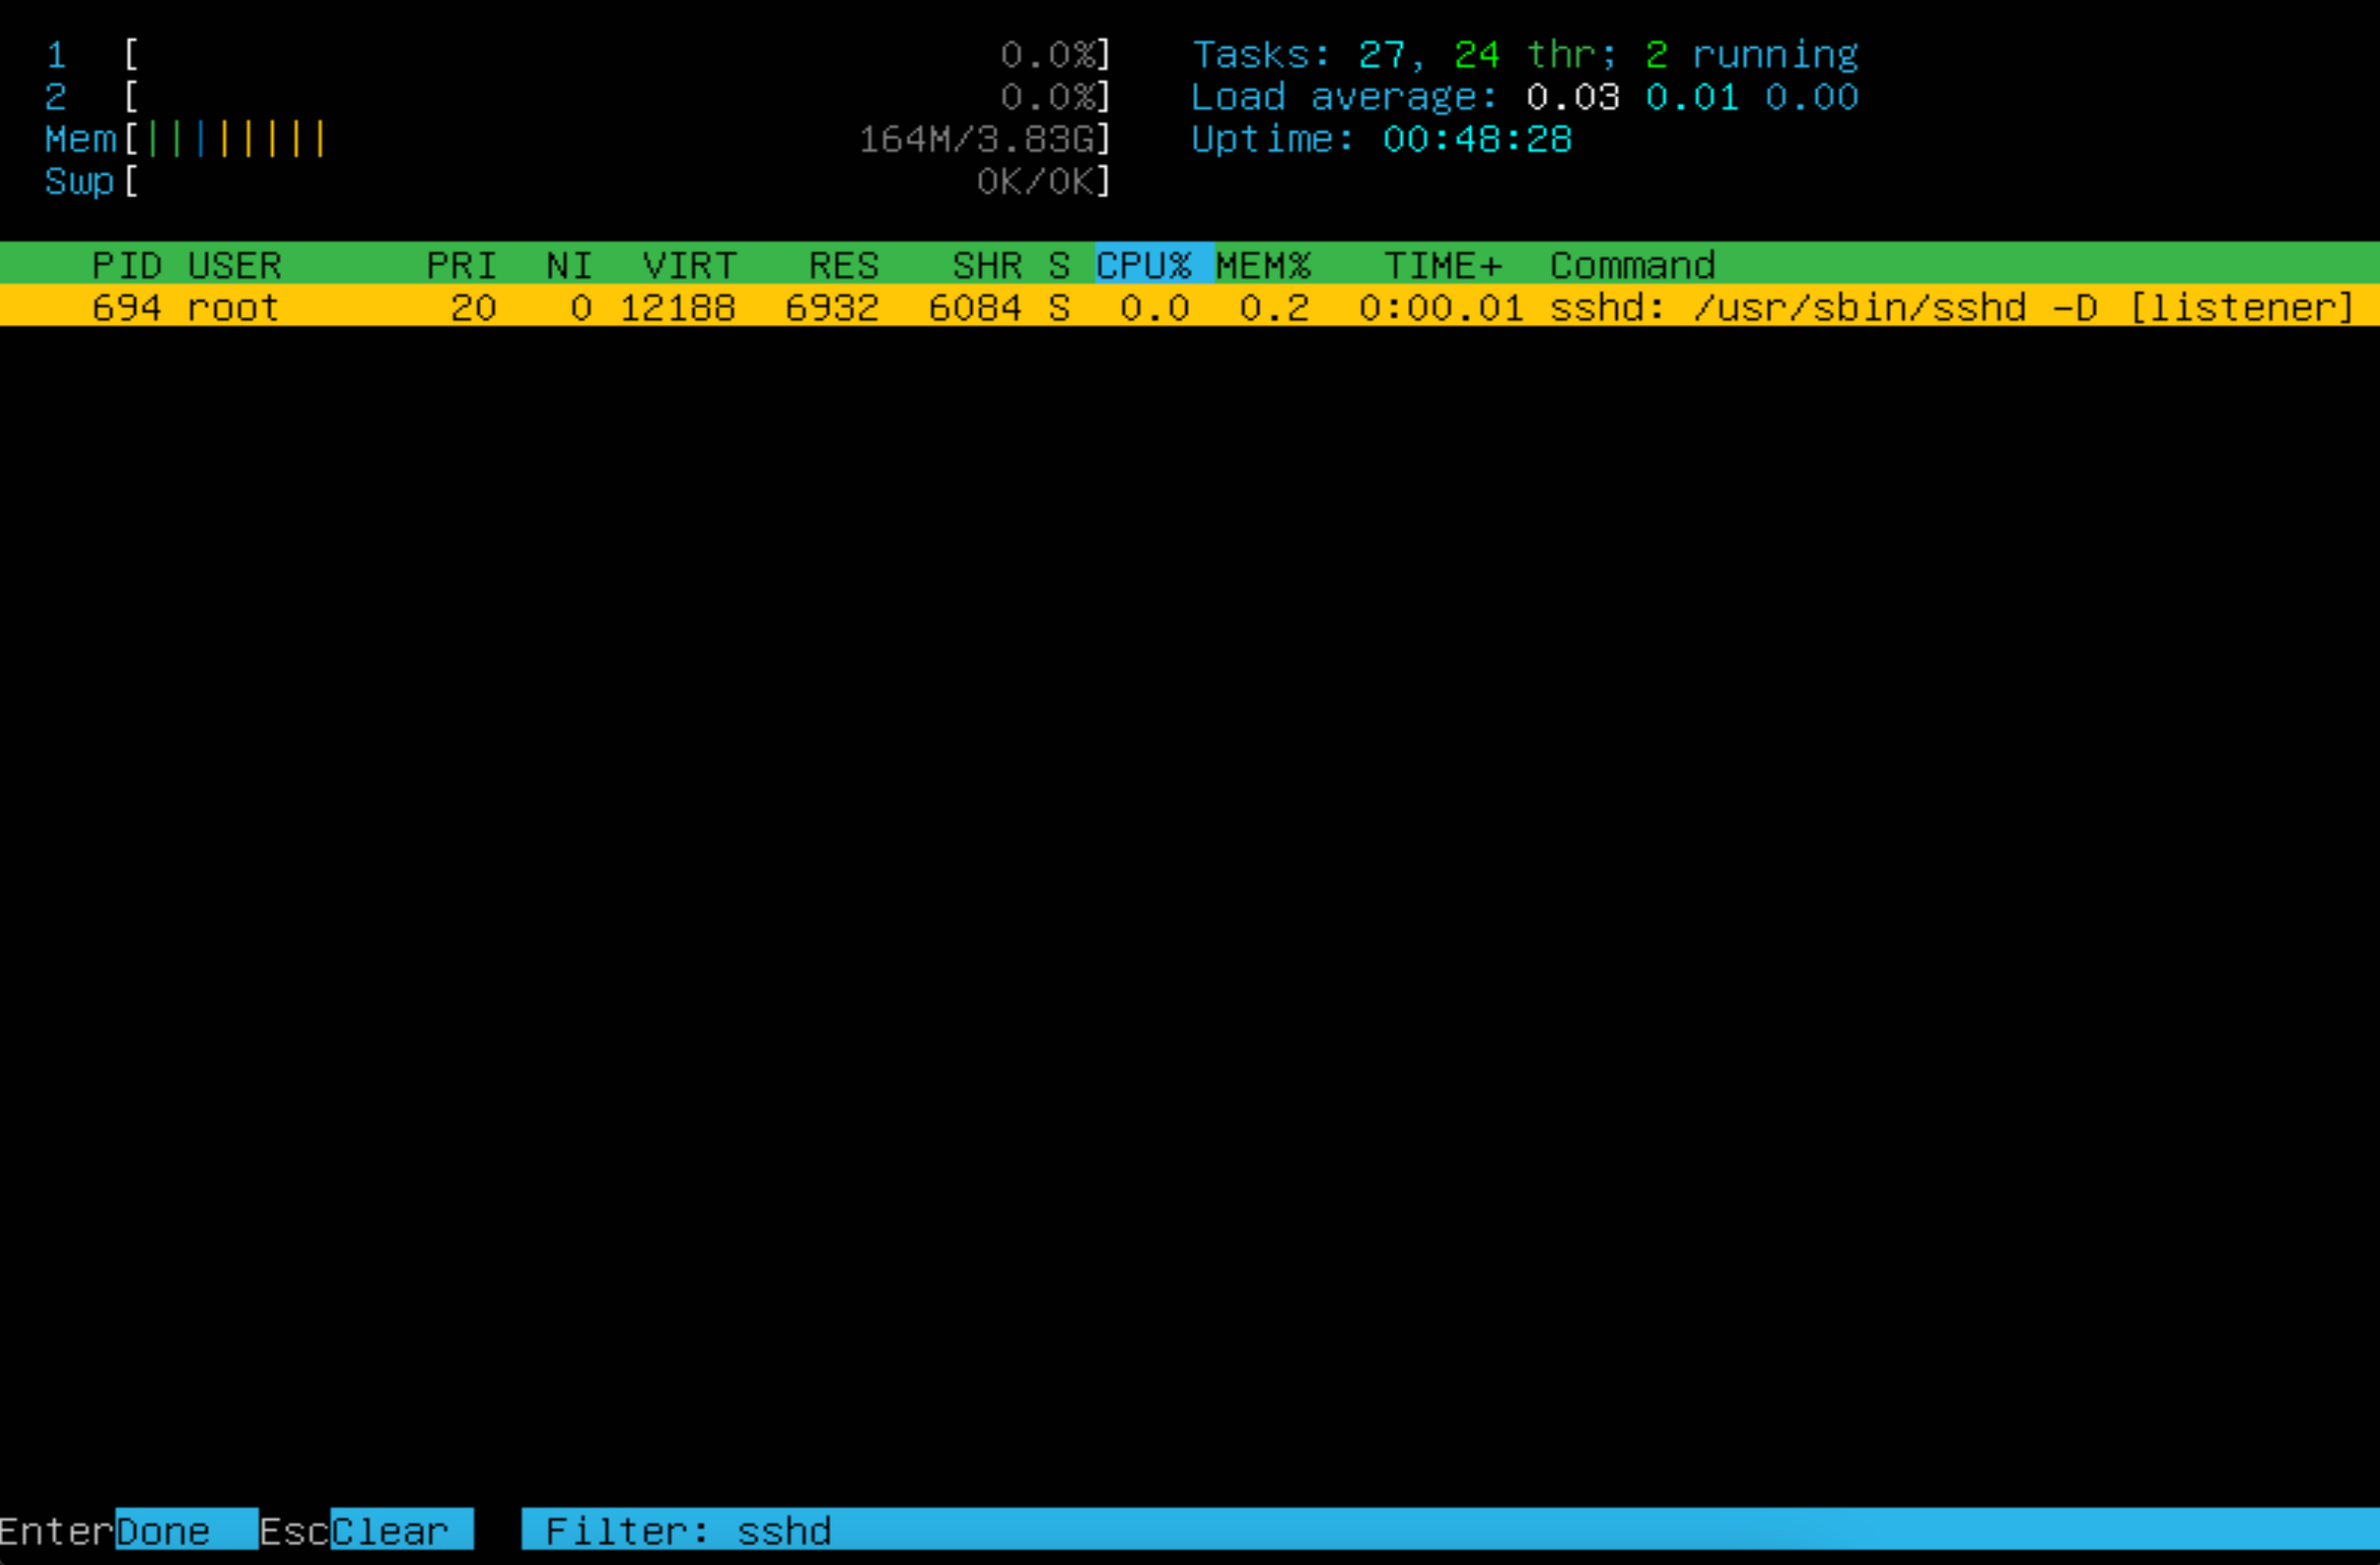 1 [ 0.0%] Tasks: 27, 24 thr; 2 running
2 [ 0.0%] Load average: 0.03 0.01 0.00
Mem[|||||||| 164M/3.83G] Uptime: 00:48:28
Swp[ 0K/0K]
PID USER PRI NI VIRT RES SHR S CPU% MEM% TIME+ Command
694 root 20 0 12188 6932 6084 S 0.0 0.2 0:00.01 sshd: /usr/sbin/sshd -D [listener]
EnterDone EscClear Filter: sshd